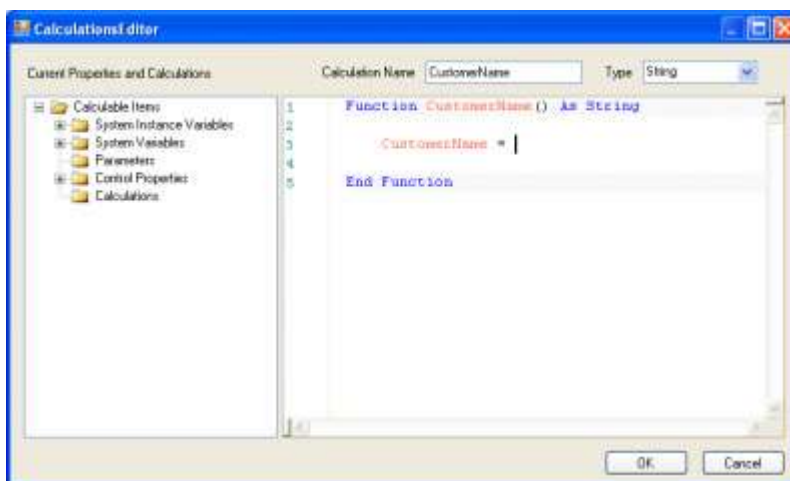 CalculationsEditor
Current Properties and Calculations
Calculation Name CustomerName Type String
Calculable Items
System Instance Variables
System Variables
Parameters
Control Properties
Calculations
1 Function CustomerName() As String
2
3 CustomerName =
4
5 End Function
OK Cancel